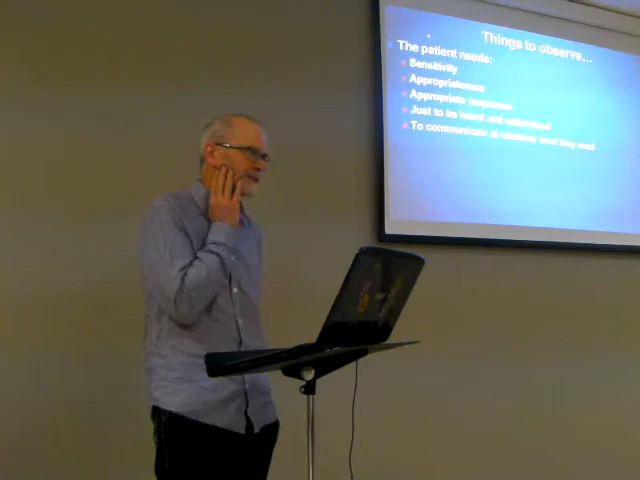 Things to observe...
The patient needs:
Sensitivity
Appropriateness
Appropriate responses
Just to be heard and understood
To communicate at whatever level they need